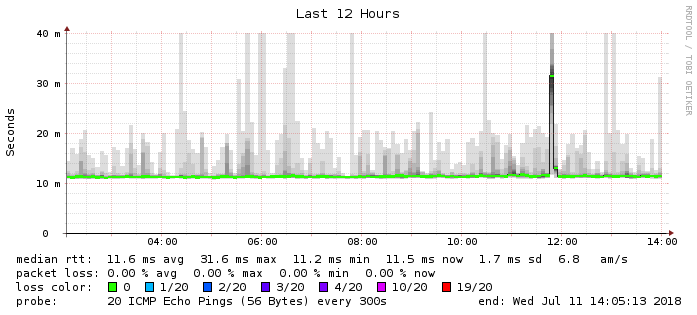 Last 12 Hours
RRDTOOL / TOBI OETIKER
Seconds
40 m
30 m
20 m
10 m
0
04:00 06:00 08:00 10:00 12:00 14:00
median rtt: 11.6 ms avg 31.6 ms max 11.2 ms min 11.5 ms now 1.7 ms sd 6.8 am/s
packet loss: 0.00 % avg 0.00 % max 0.00 % min 0.00 % now
loss color: 0 1/20 2/20 3/20 4/20 10/20 19/20
probe: 20 ICMP Echo Pings (56 Bytes) every 300s end: Wed Jul 11 14:05:13 2018